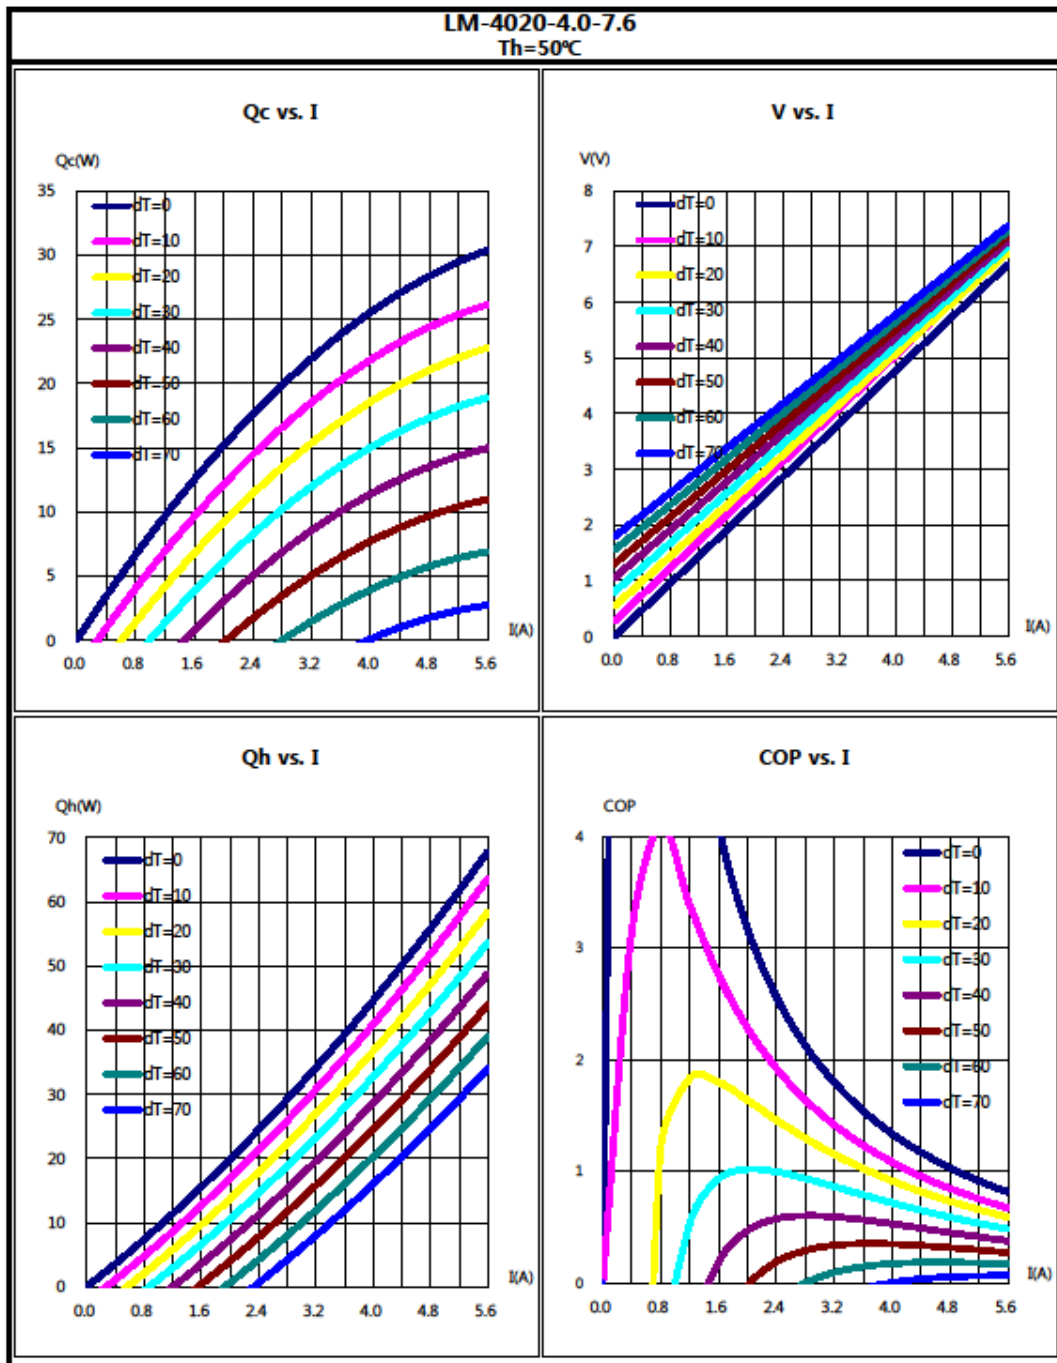 LM-4020-4.0-7.6
Th=50℃
Qc vs. I
Qc(W)
35
30
25
20
15
10
5
0
dT=0
dT=10
dT=20
dT=30
dT=40
dT=50
dT=60
dT=70
I(A)
0.0 0.8 1.6 2.4 3.2 4.0 4.8 5.6
V vs. I
V(V)
8
7
6
5
4
3
2
1
0
dT=0
dT=10
dT=20
dT=30
dT=40
dT=50
dT=60
dT=70
I(A)
0.0 0.8 1.6 2.4 3.2 4.0 4.8 5.6
Qh vs. I
Qh(W)
70
60
50
40
30
20
10
0
dT=0
dT=10
dT=20
dT=30
dT=40
dT=50
dT=60
dT=70
I(A)
0.0 0.8 1.6 2.4 3.2 4.0 4.8 5.6
COP vs. I
COP
4
3
2
1
0
dT=0
dT=10
dT=20
dT=30
dT=40
dT=50
dT=60
dT=70
I(A)
0.0 0.8 1.6 2.4 3.2 4.0 4.8 5.6